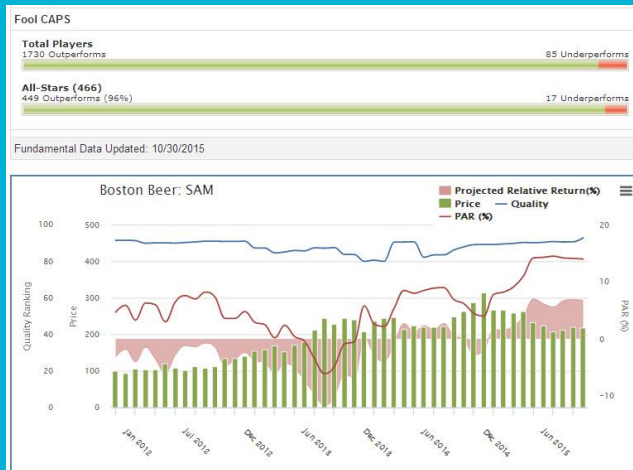 Fool CAPS
Total Players
1730 Outperforms 85 Underperforms
All-Stars (466)
449 Outperforms (96%) 17 Underperforms
Fundamental Data Updated: 10/30/2015
Boston Beer: SAM
Projected Relative Return(%)
Price Quality
PAR (%)
100 500 20
80 400
10
60 300
Quality Ranking Price PAR (%)
40 200 0
20 100
-10
0 0
Jan 2012 Jul 2012 Dec 2012 Jun 2013 Dec 2013 Jun 2014 Dec 2014 Jun 2015